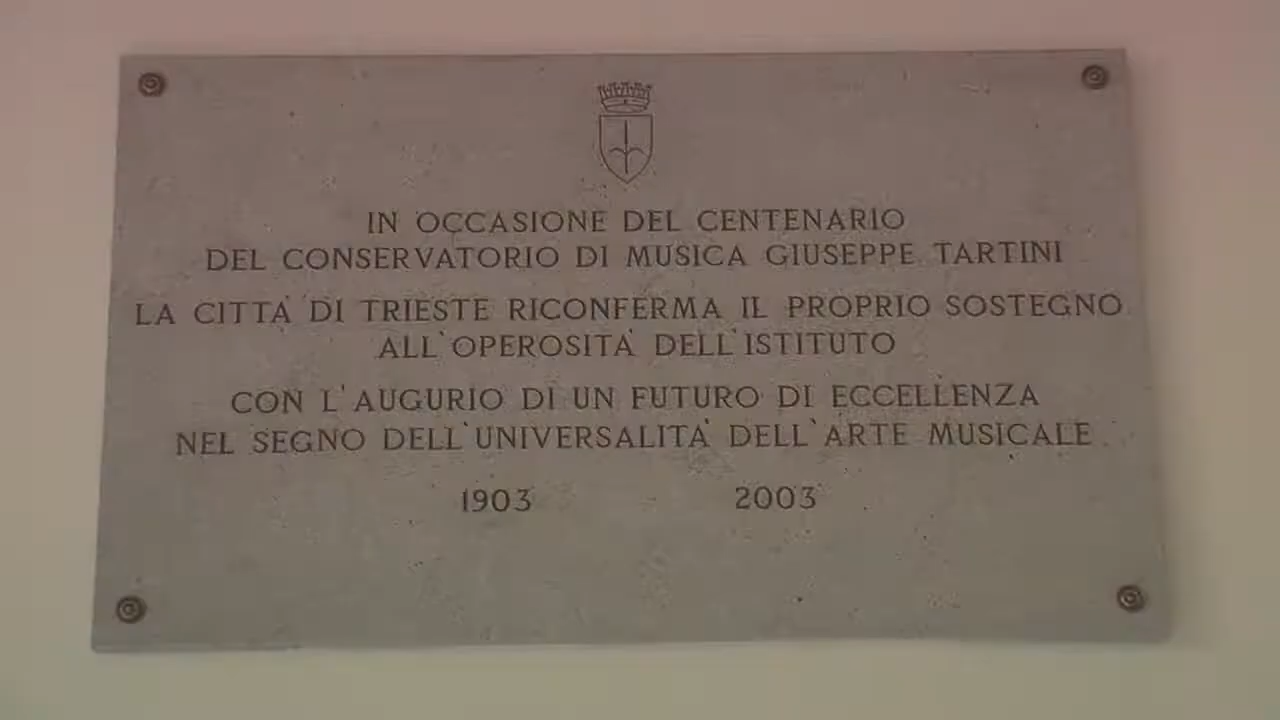 IN OCCASIONE DEL CENTENARIO
DEL CONSERVATORIO DI MUSICA GIUSEPPE TARTINI
LA CITTA' DI TRIESTE RICONFERMA IL PROPRIO SOSTEGNO
ALL'OPEROSITA' DELL'ISTITUTO
CON L'AUGURIO DI UN FUTURO DI ECCELLENZA
NEL SEGNO DELL'UNIVERSALITA' DELL'ARTE MUSICALE
1903 2003